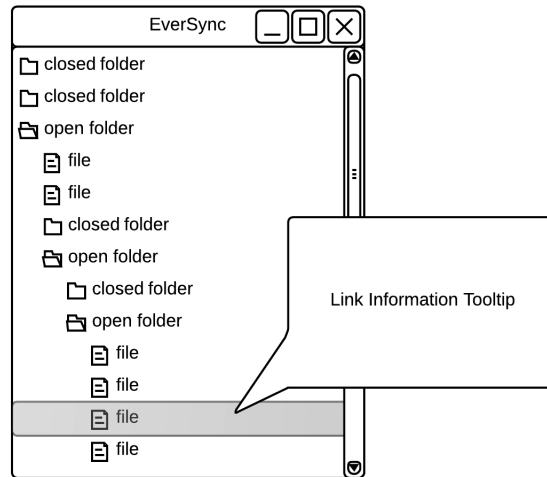 EverSync
closed folder
closed folder
open folder
file
file
closed folder
open folder
closed folder
open folder
file
file
file
file
Link Information Tooltip